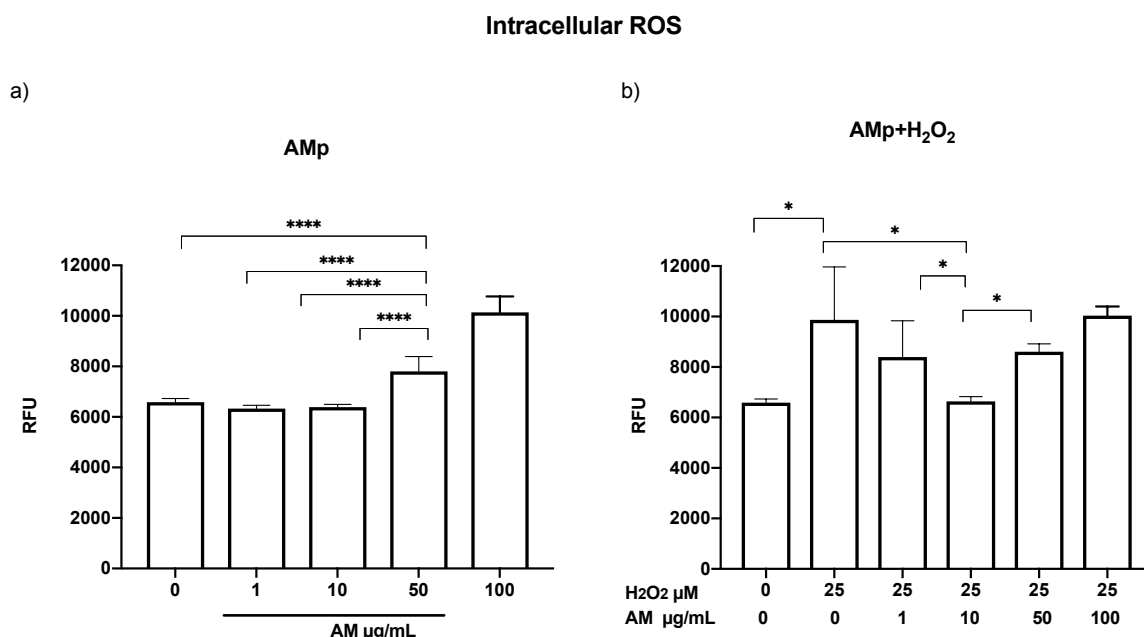 Intracellular ROS
a)
AMp
****
****
****
****
12000
10000
8000
6000
4000
2000
0
RFU
0 1 10 50 100
AM µg/mL
b)
AMp+H₂O₂
*
*
*
*
12000
10000
8000
6000
4000
2000
0
RFU
H2O2 µM 0 25 25 25 25 25
AM µg/mL 0 0 1 10 50 100